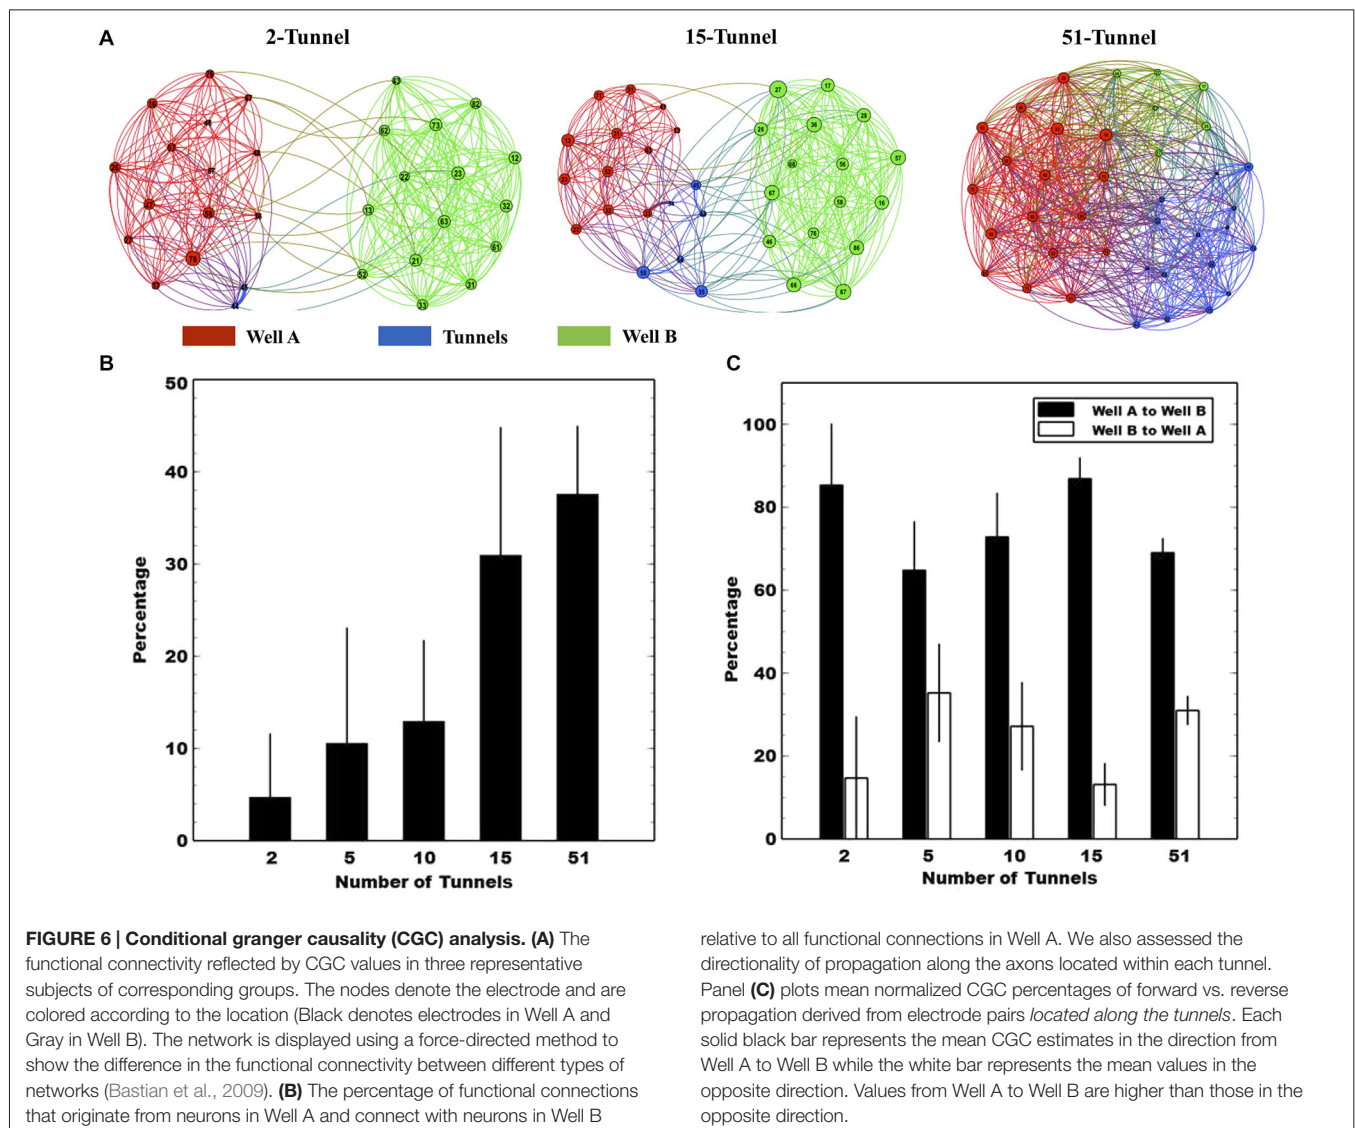 A
2-Tunnel
15-Tunnel
51-Tunnel
Well A
Tunnels
Well B
B
50
40
30
20
10
0
Percentage
2 5 10 15 51
Number of Tunnels
C
100
80
60
40
20
0
Percentage
Well A to Well B
Well B to Well A
2 5 10 15 51
Number of Tunnels
FIGURE 6 | Conditional granger causality (CGC) analysis. (A) The
functional connectivity reflected by CGC values in three representative
subjects of corresponding groups. The nodes denote the electrode and are
colored according to the location (Black denotes electrodes in Well A and
Gray in Well B). The network is displayed using a force-directed method to
show the difference in the functional connectivity between different types of
networks (Bastian et al., 2009). (B) The percentage of functional connections
that originate from neurons in Well A and connect with neurons in Well B
relative to all functional connections in Well A. We also assessed the
directionality of propagation along the axons located within each tunnel.
Panel (C) plots mean normalized CGC percentages of forward vs. reverse
propagation derived from electrode pairs located along the tunnels. Each
solid black bar represents the mean CGC estimates in the direction from
Well A to Well B while the white bar represents the mean values in the
opposite direction. Values from Well A to Well B are higher than those in the
opposite direction.